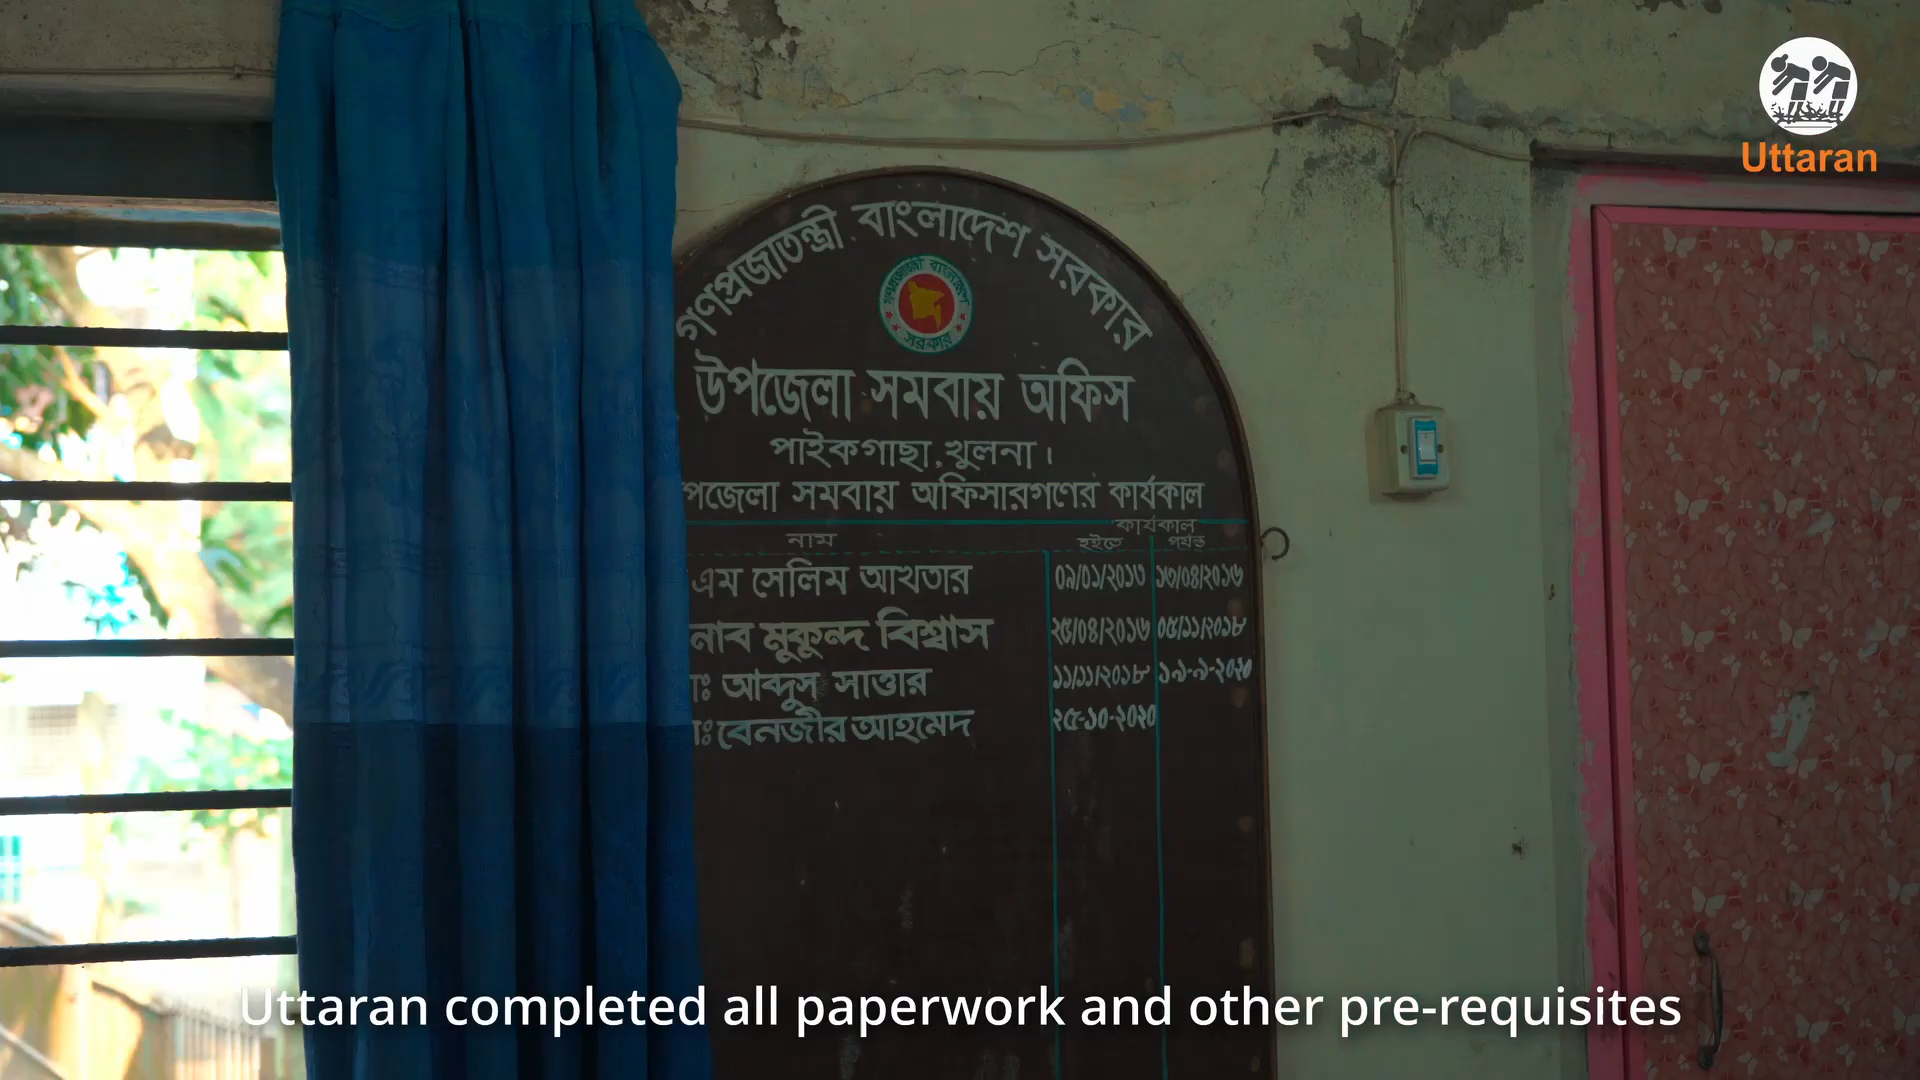 Uttaran
গণপ্রজাতন্ত্রী বাংলাদেশ সরকার
উপজেলা সমবায় অফিস
পাইকগাছা, খুলনা।
পজেলা সমবায় অফিসারগণের কার্যকাল
নাম কার্যকাল
হইতে পর্যন্ত
এম সেলিম আখতার ০৯/০১/২০১৩ ১৩/০৪/২০১৬
নাব মুকুন্দ বিশ্বাস ২৫/০৪/২০১৬ ০৫/১১/২০১৮
াঃ আব্দুস সাত্তার ১১/১১/২০১৮ ১৯-৯-২০২০
াঃ বেনজীর আহমেদ ২৫-১০-২০২০
Uttaran completed all paperwork and other pre-requisites